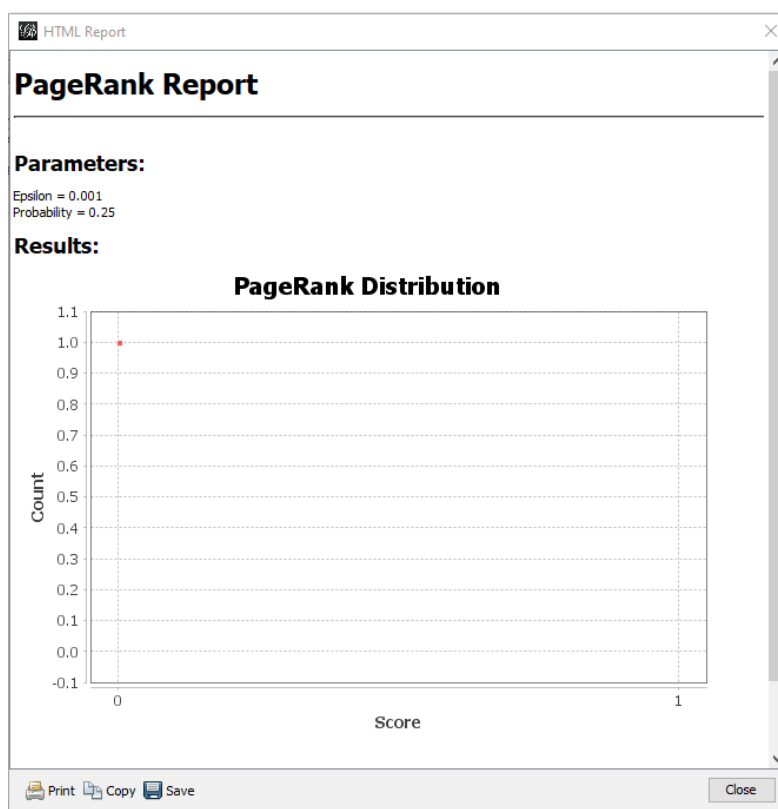 HTML Report
PageRank Report
Parameters:
Epsilon = 0.001
Probability = 0.25
Results:
PageRank Distribution
1.1
1.0
0.9
0.8
0.7
0.6
0.5
0.4
0.3
0.2
0.1
0.0
-0.1
Count
0 1
Score
Print Copy Save Close